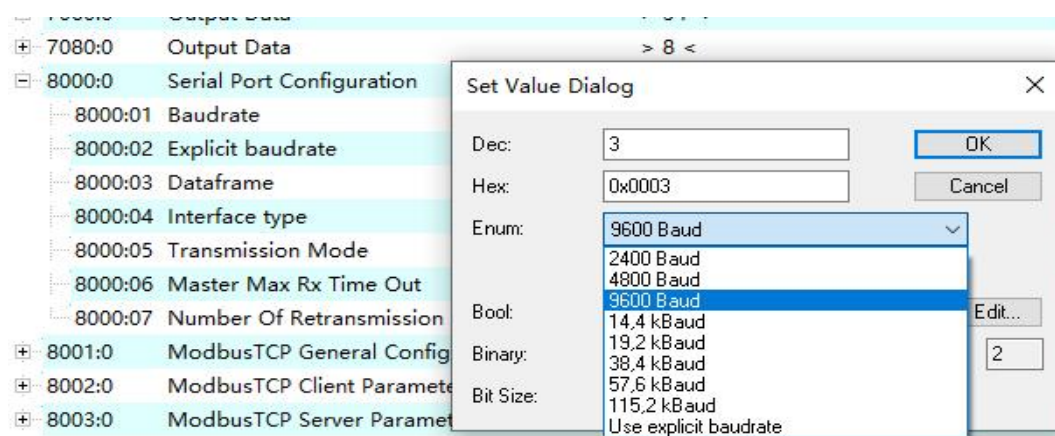 7080:0 Output Data > 8 <
8000:0 Serial Port Configuration
8000:01 Baudrate
8000:02 Explicit baudrate
8000:03 Dataframe
8000:04 Interface type
8000:05 Transmission Mode
8000:06 Master Max Rx Time Out
8000:07 Number Of Retransmission
8001:0 ModbusTCP General Config
8002:0 ModbusTCP Client Paramete
8003:0 ModbusTCP Server Paramet
Set Value Dialog
Dec: 3 OK
Hex: 0x0003 Cancel
Enum: 9600 Baud
2400 Baud
4800 Baud
9600 Baud
Bool: 14,4 kBaud Edit...
19,2 kBaud
Binary: 38,4 kBaud 2
57,6 kBaud
Bit Size: 115,2 kBaud
Use explicit baudrate